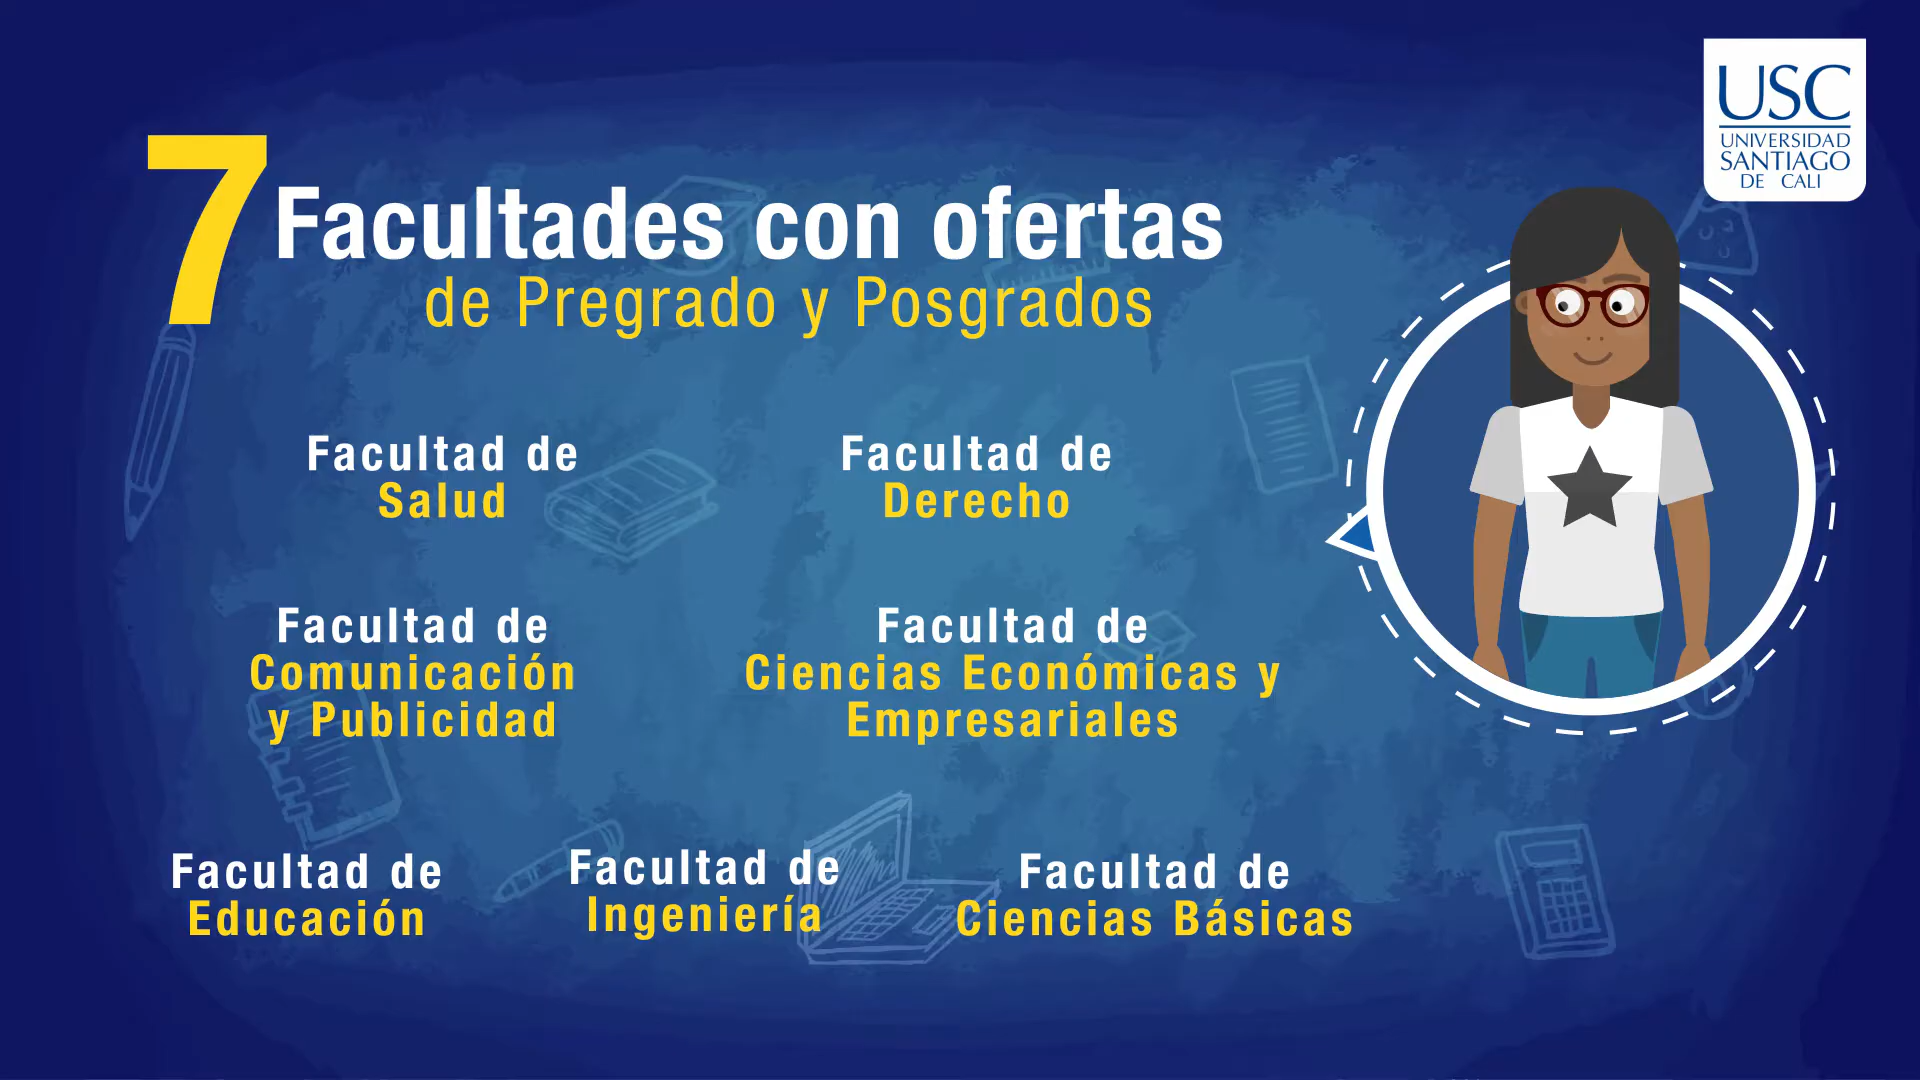 USC
UNIVERSIDAD
SANTIAGO
DE CALI
7 Facultades con ofertas
de Pregrado y Posgrados
Facultad de
Salud
Facultad de
Derecho
Facultad de
Comunicación
y Publicidad
Facultad de
Ciencias Económicas y
Empresariales
Facultad de
Educación
Facultad de
Ingeniería
Facultad de
Ciencias Básicas